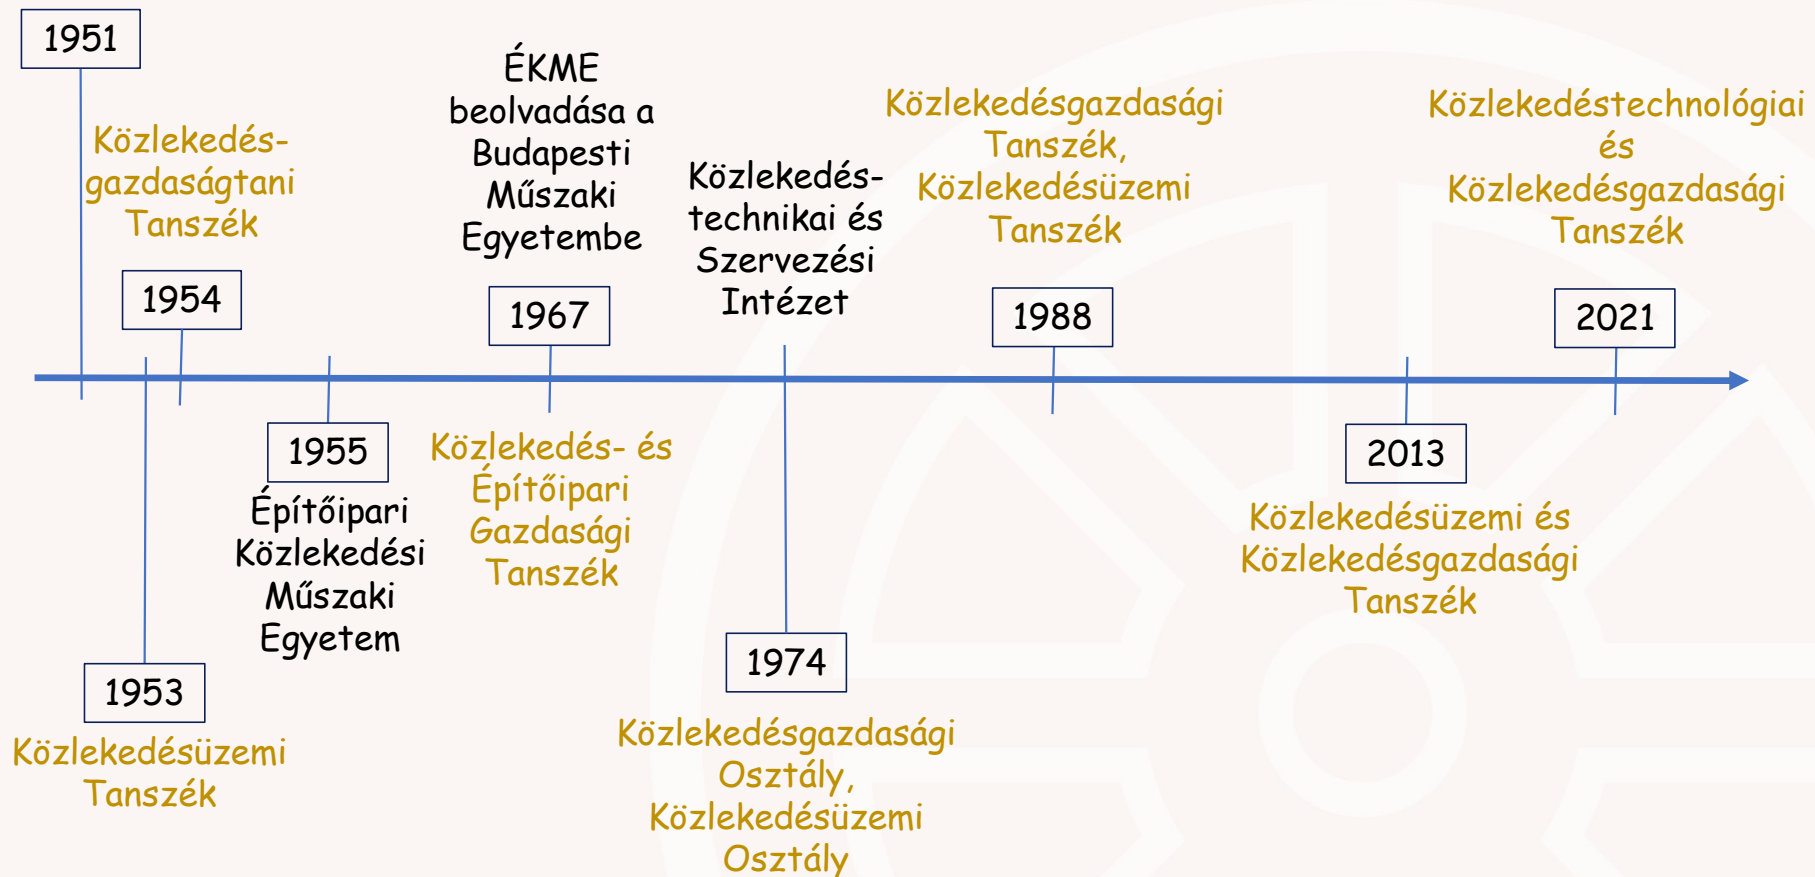 1951
Közlekedés-
gazdaságtani
Tanszék
1954
ÉKME
beolvadása a
Budapesti
Műszaki
Egyetembe
1967
Közlekedés-
technikai és
Szervezési
Intézet
Közlekedésgazdasági
Tanszék,
Közlekedésüzemi
Tanszék
1988
Közlekedéstechnológiai
és
Közlekedésgazdasági
Tanszék
2021
1953
Közlekedésüzemi
Tanszék
1955
Építőipari
Közlekedési
Műszaki
Egyetem
Közlekedés- és
Építőipari
Gazdasági
Tanszék
1974
Közlekedésgazdasági
Osztály,
Közlekedésüzemi
Osztály
2013
Közlekedésüzemi és
Közlekedésgazdasági
Tanszék